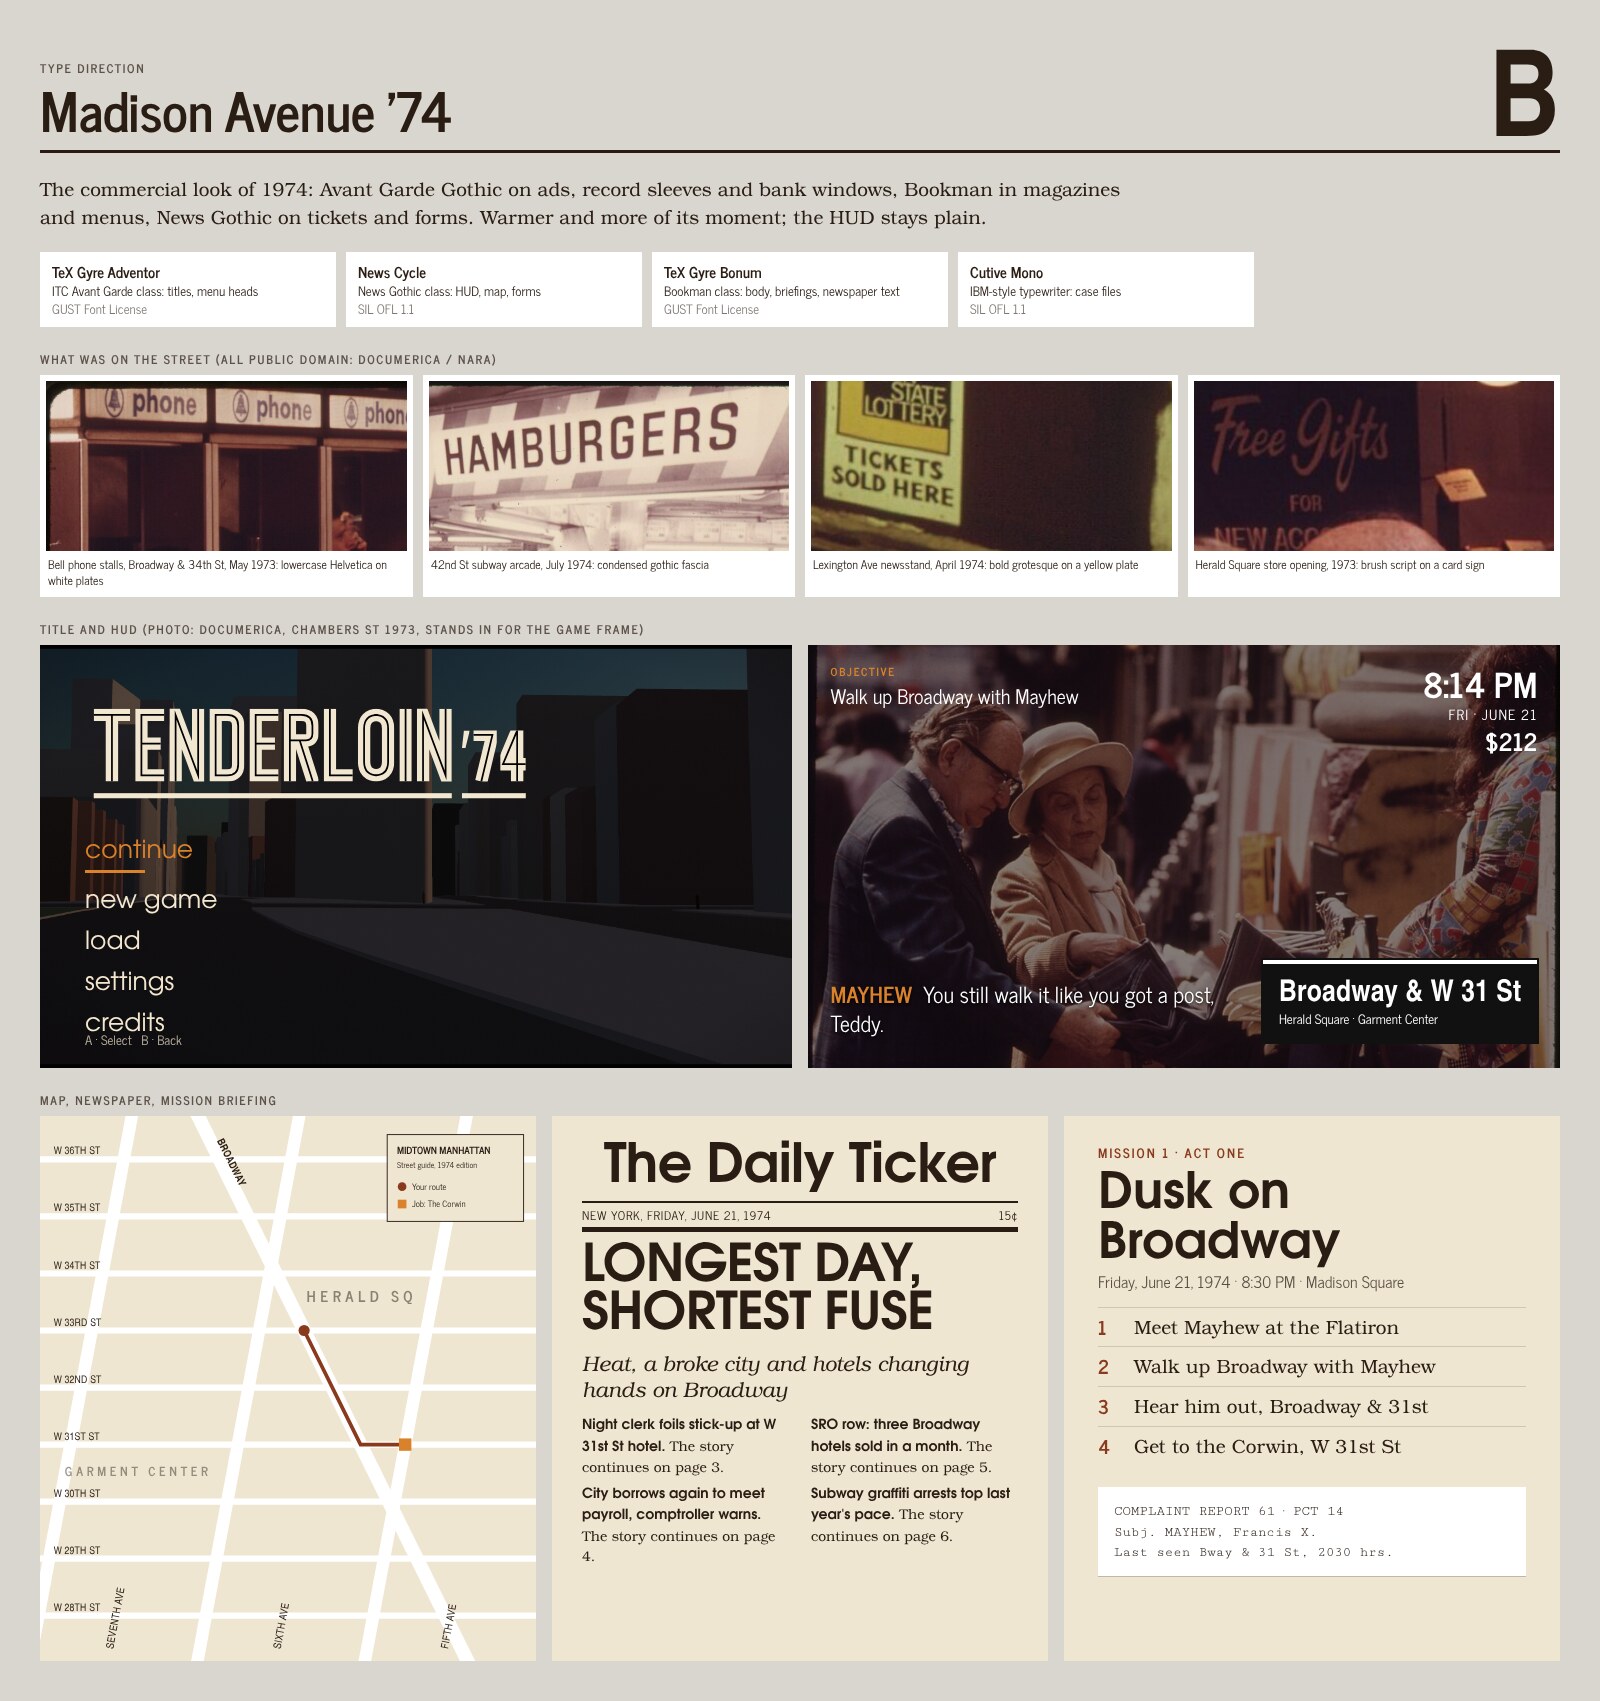 TYPE DIRECTION
Madison Avenue ’74
B
The commercial look of 1974: Avant Garde Gothic on ads, record sleeves and bank windows, Bookman in magazines
and menus, News Gothic on tickets and forms. Warmer and more of its moment; the HUD stays plain.
TeX Gyre Adventor
ITC Avant Garde class: titles, menu heads
GUST Font License
News Cycle
News Gothic class: HUD, map, forms
SIL OFL 1.1
TeX Gyre Bonum
Bookman class: body, briefings, newspaper text
GUST Font License
Cutive Mono
IBM-style typewriter: case files
SIL OFL 1.1
WHAT WAS ON THE STREET (ALL PUBLIC DOMAIN: DOCUMERICA / NARA)
phone
phone
phon
Bell phone stalls, Broadway & 34th St, May 1973: lowercase Helvetica on
white plates
HAMBURGERS
42nd St subway arcade, July 1974: condensed gothic fascia
STATE
LOTTERY
TICKETS
SOLD HERE
Lexington Ave newsstand, April 1974: bold grotesque on a yellow plate
Free Gifts
FOR
NEW ACC
Herald Square store opening, 1973: brush script on a card sign
TITLE AND HUD (PHOTO: DOCUMERICA, CHAMBERS ST 1973, STANDS IN FOR THE GAME FRAME)
TENDERLOIN ’74
continue
new game
load
settings
credits
A · Select B · Back
OBJECTIVE
Walk up Broadway with Mayhew
8:14 PM
FRI · JUNE 21
$212
MAYHEW You still walk it like you got a post,
Teddy.
Broadway & W 31 St
Herald Square · Garment Center
MAP, NEWSPAPER, MISSION BRIEFING
W 36TH ST
BROADWAY
MIDTOWN MANHATTAN
Street guide, 1974 edition
Your route
Job: The Corwin
W 35TH ST
W 34TH ST
HERALD SQ
W 33RD ST
W 32ND ST
W 31ST ST
GARMENT CENTER
W 30TH ST
W 29TH ST
W 28TH ST
SEVENTH AVE
SIXTH AVE
FIFTH AVE
The Daily Ticker
NEW YORK, FRIDAY, JUNE 21, 1974 15¢
LONGEST DAY,
SHORTEST FUSE
Heat, a broke city and hotels changing
hands on Broadway
Night clerk foils stick-up at W
31st St hotel. The story
continues on page 3.
City borrows again to meet
payroll, comptroller warns.
The story continues on page
4.
SRO row: three Broadway
hotels sold in a month. The
story continues on page 5.
Subway graffiti arrests top last
year's pace. The story
continues on page 6.
MISSION 1 · ACT ONE
Dusk on
Broadway
Friday, June 21, 1974 · 8:30 PM · Madison Square
1 Meet Mayhew at the Flatiron
2 Walk up Broadway with Mayhew
3 Hear him out, Broadway & 31st
4 Get to the Corwin, W 31st St
COMPLAINT REPORT 61 · PCT 14
Subj. MAYHEW, Francis X.
Last seen Bway & 31 St, 2030 hrs.